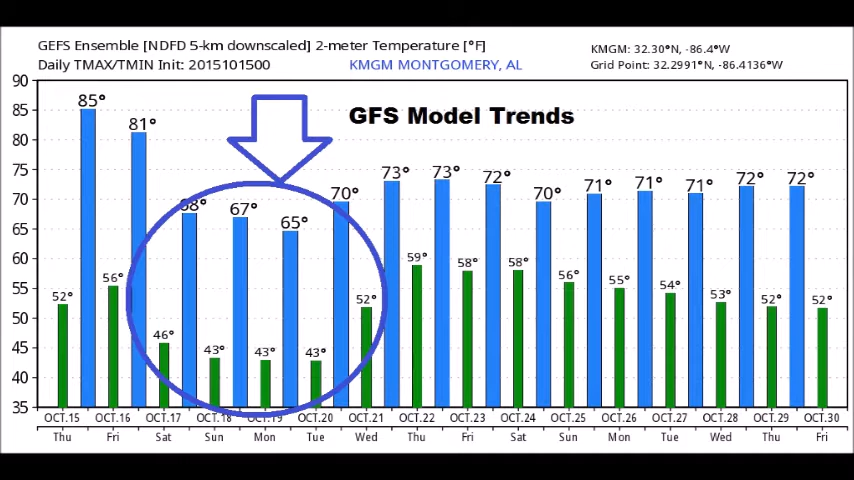 GEFS Ensemble [NDFD 5-km downscaled] 2-meter Temperature [°F]
KMGM: 32.30°N, -86.4°W
Daily TMAX/TMIN Init: 2015101500 KMGM MONTGOMERY, AL
Grid Point: 32.2991°N, -86.4136°W
GFS Model Trends
90
85
80
75
70
65
60
55
50
45
40
35
85° 81° 68° 67° 65° 70° 73° 73° 72° 70° 71° 71° 71° 72° 72°
52° 56° 46° 43° 43° 43° 52° 59° 58° 58° 56° 55° 54° 53° 52° 52°
OCT.15 OCT.16 OCT.17 OCT.18 OCT.19 OCT.20 OCT.21 OCT.22 OCT.23 OCT.24 OCT.25 OCT.26 OCT.27 OCT.28 OCT.29 OCT.30
Thu Fri Sat Sun Mon Tue Wed Thu Fri Sat Sun Mon Tue Wed Thu Fri